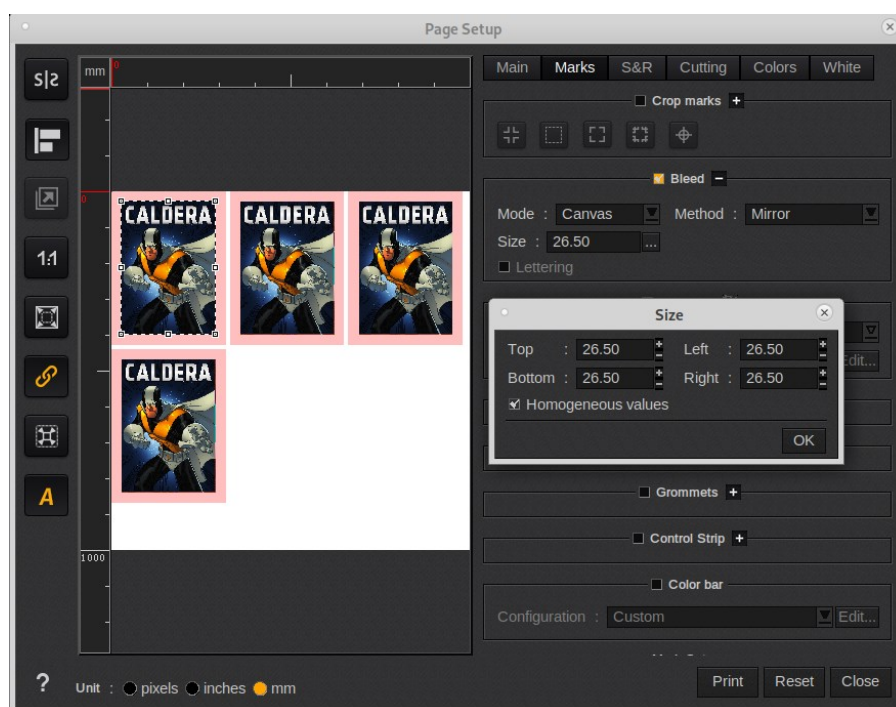 Page Setup
S|S
mm
0
Main Marks S&R Cutting Colors White
Crop marks +
Bleed −
Mode : Canvas Method : Mirror
Size : 26.50 ...
Lettering
0
1:1
CALDERA CALDERA CALDERA
Size
Top : 26.50 Left : 26.50
Bottom : 26.50 Right : 26.50
Homogeneous values
OK
Edit...
CALDERA
A
Grommets +
Control Strip +
1000
Color bar
Configuration : Custom Edit...
?
Unit : pixels inches mm
Print Reset Close